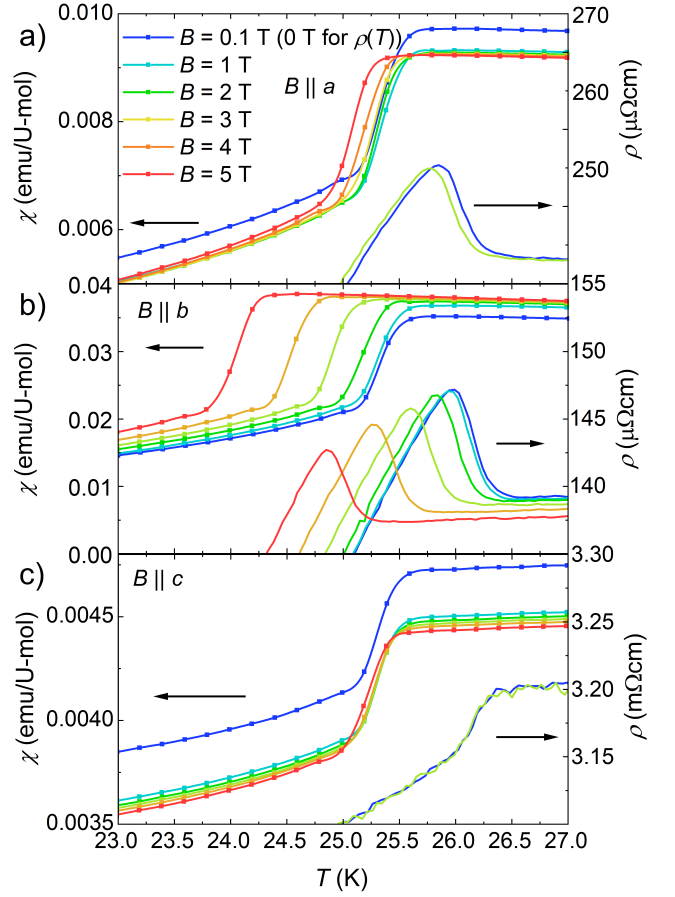 a)
B = 0.1 T (0 T for ρ(T))
B = 1 T
B = 2 T
B = 3 T
B = 4 T
B = 5 T
B || a
0.010
0.008
0.006
0.04
χ (emu/U-mol)
260
250
155
ρ (μΩcm)
b)
B || b
0.03
0.02
0.01
0.00
χ (emu/U-mol)
150
145
140
3.30
ρ (μΩcm)
c)
B || c
0.0045
0.0040
0.0035
χ (emu/U-mol)
3.25
3.20
3.15
ρ (mΩcm)
23.0 23.5 24.0 24.5 25.0 25.5 26.0 26.5 27.0
T (K)